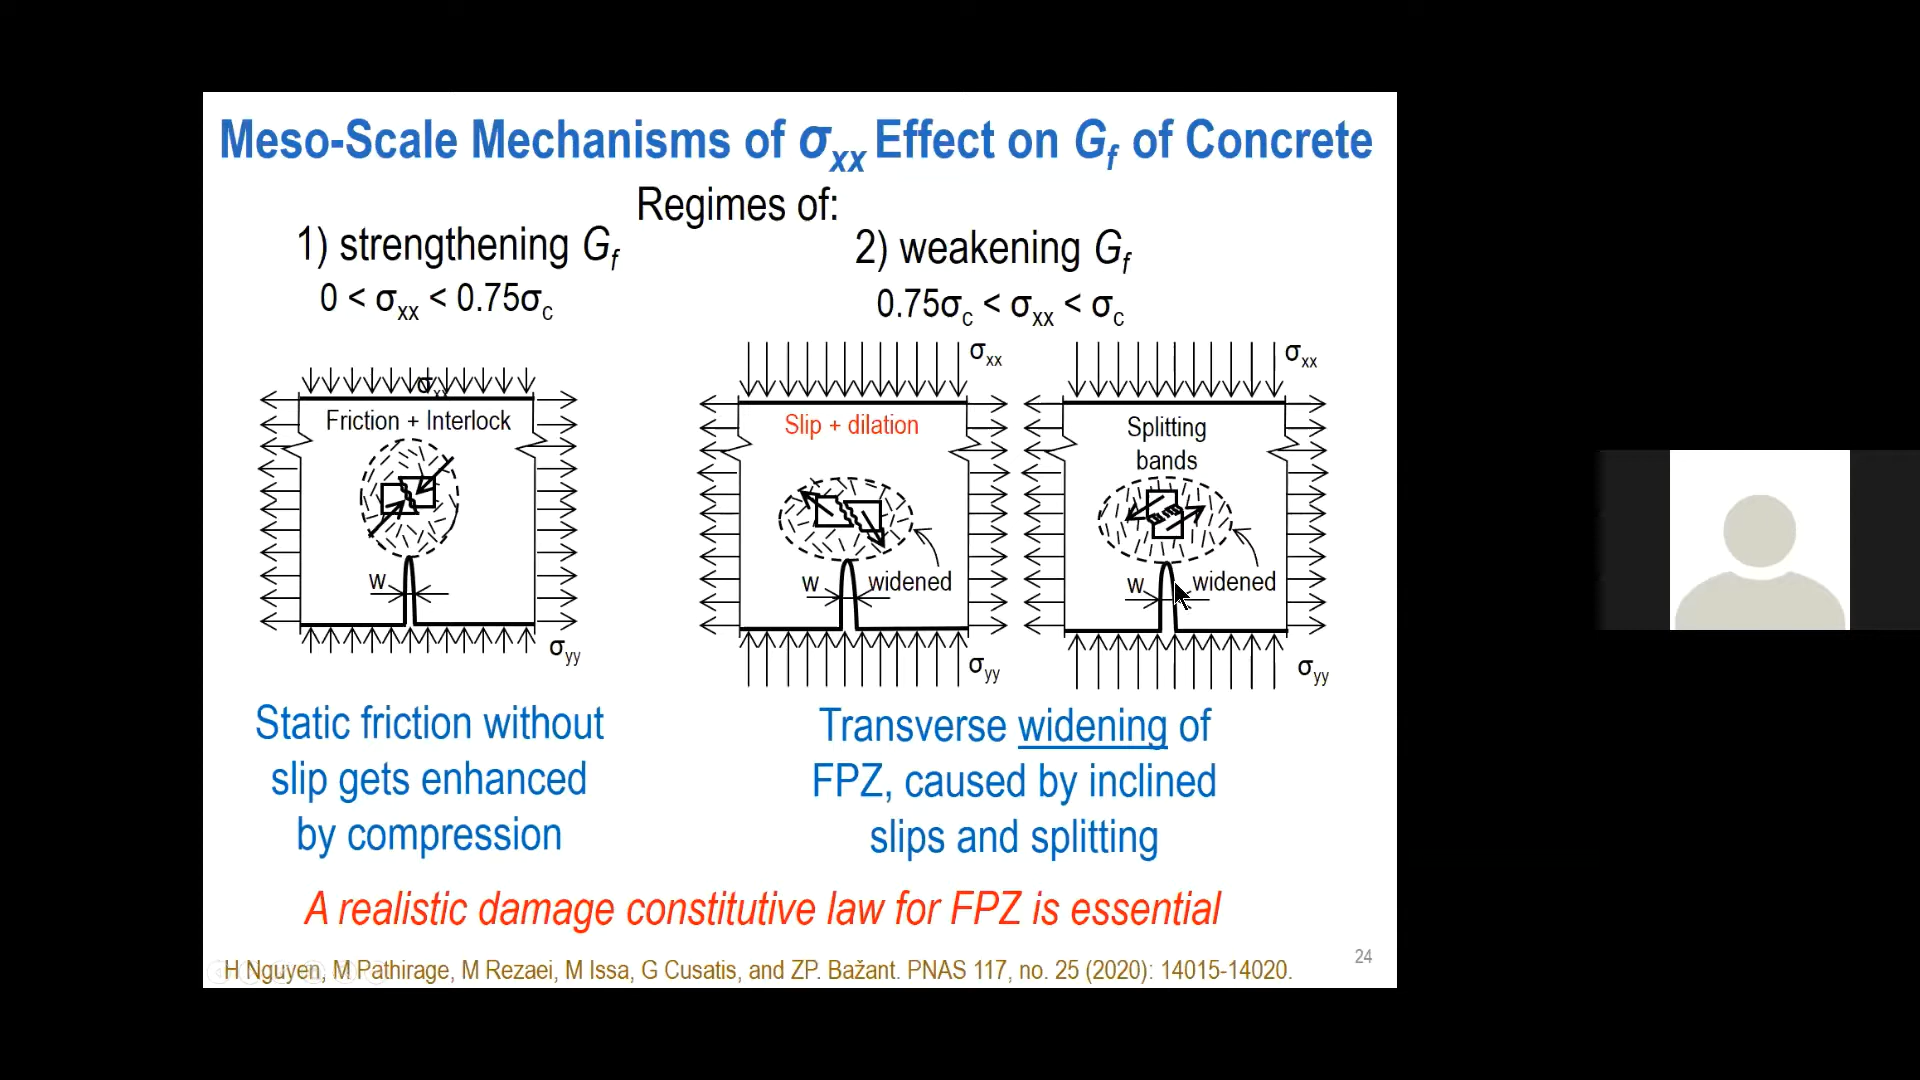 Meso-Scale Mechanisms of σxx Effect on Gf of Concrete
Regimes of:
1) strengthening Gf
0 < σxx < 0.75σc
2) weakening Gf
0.75σc < σxx < σc
σxx
Friction + Interlock
w
σyy
σxx
Slip + dilation
w
widened
σyy
σxx
Splitting
bands
w
widened
σyy
Static friction without
slip gets enhanced
by compression
Transverse widening of
FPZ, caused by inclined
slips and splitting
A realistic damage constitutive law for FPZ is essential
24
H Nguyen, M Pathirage, M Rezaei, M Issa, G Cusatis, and ZP. Bažant. PNAS 117, no. 25 (2020): 14015-14020.